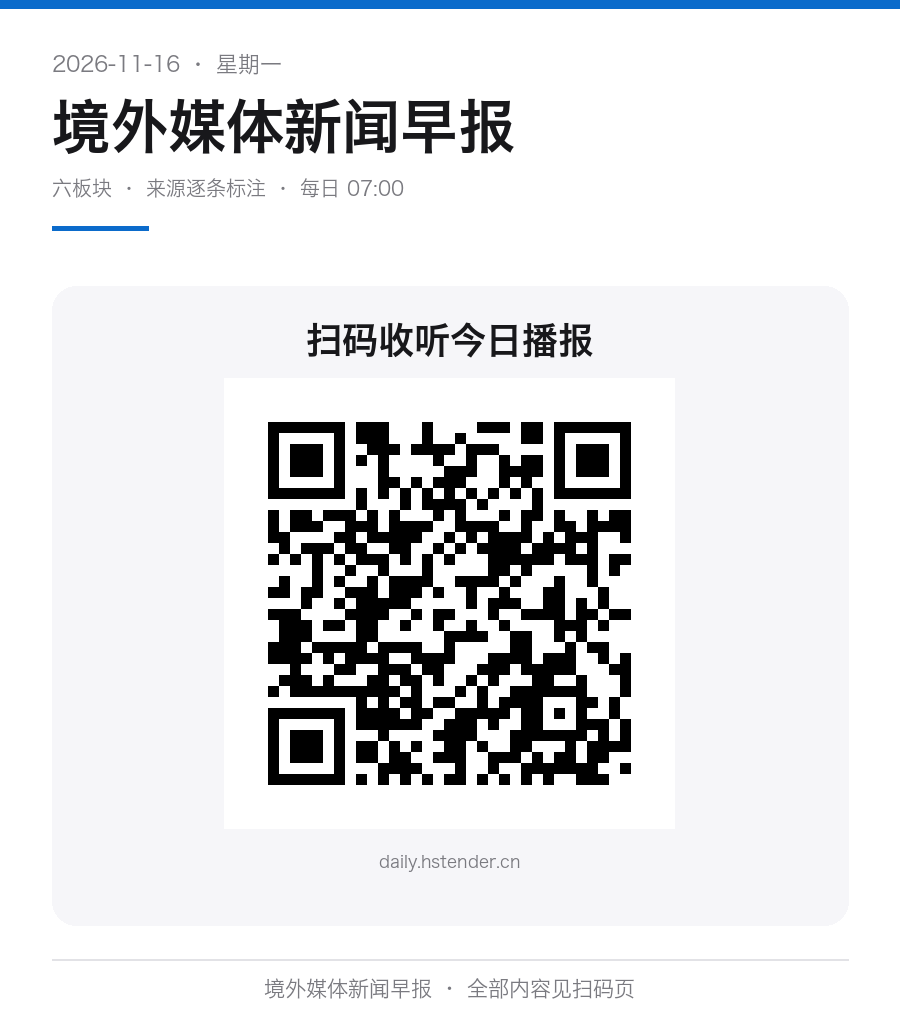 2026-11-16 · 星期一
境外媒体新闻早报
六板块 · 来源逐条标注 · 每日 07:00
扫码收听今日播报
daily.hstender.cn
境外媒体新闻早报 · 全部内容见扫码页